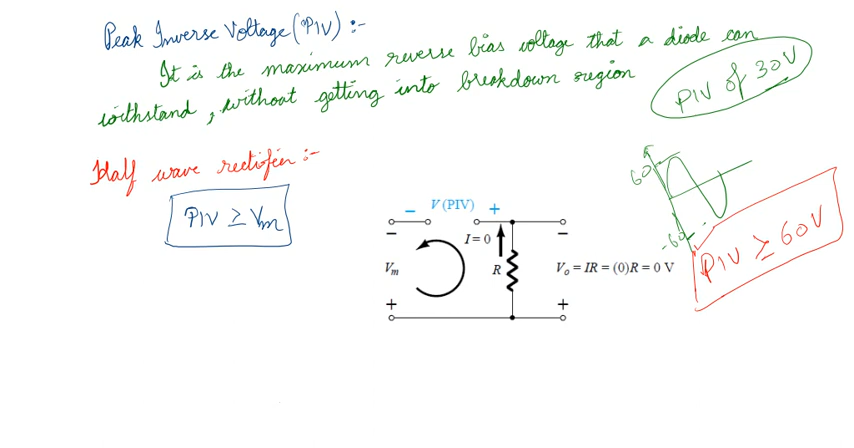 Peak Inverse Voltage (PIV) :-
It is the maximum reverse bias voltage that a diode can
withstand, without getting into breakdown region
PIV of 30V
Half wave rectifier :-
PIV ≥ Vm
60
-60
PIV ≥ 60V
− V (PIV) +
− − 
I = 0
Vm
R
Vo = IR = (0)R = 0 V
+ +